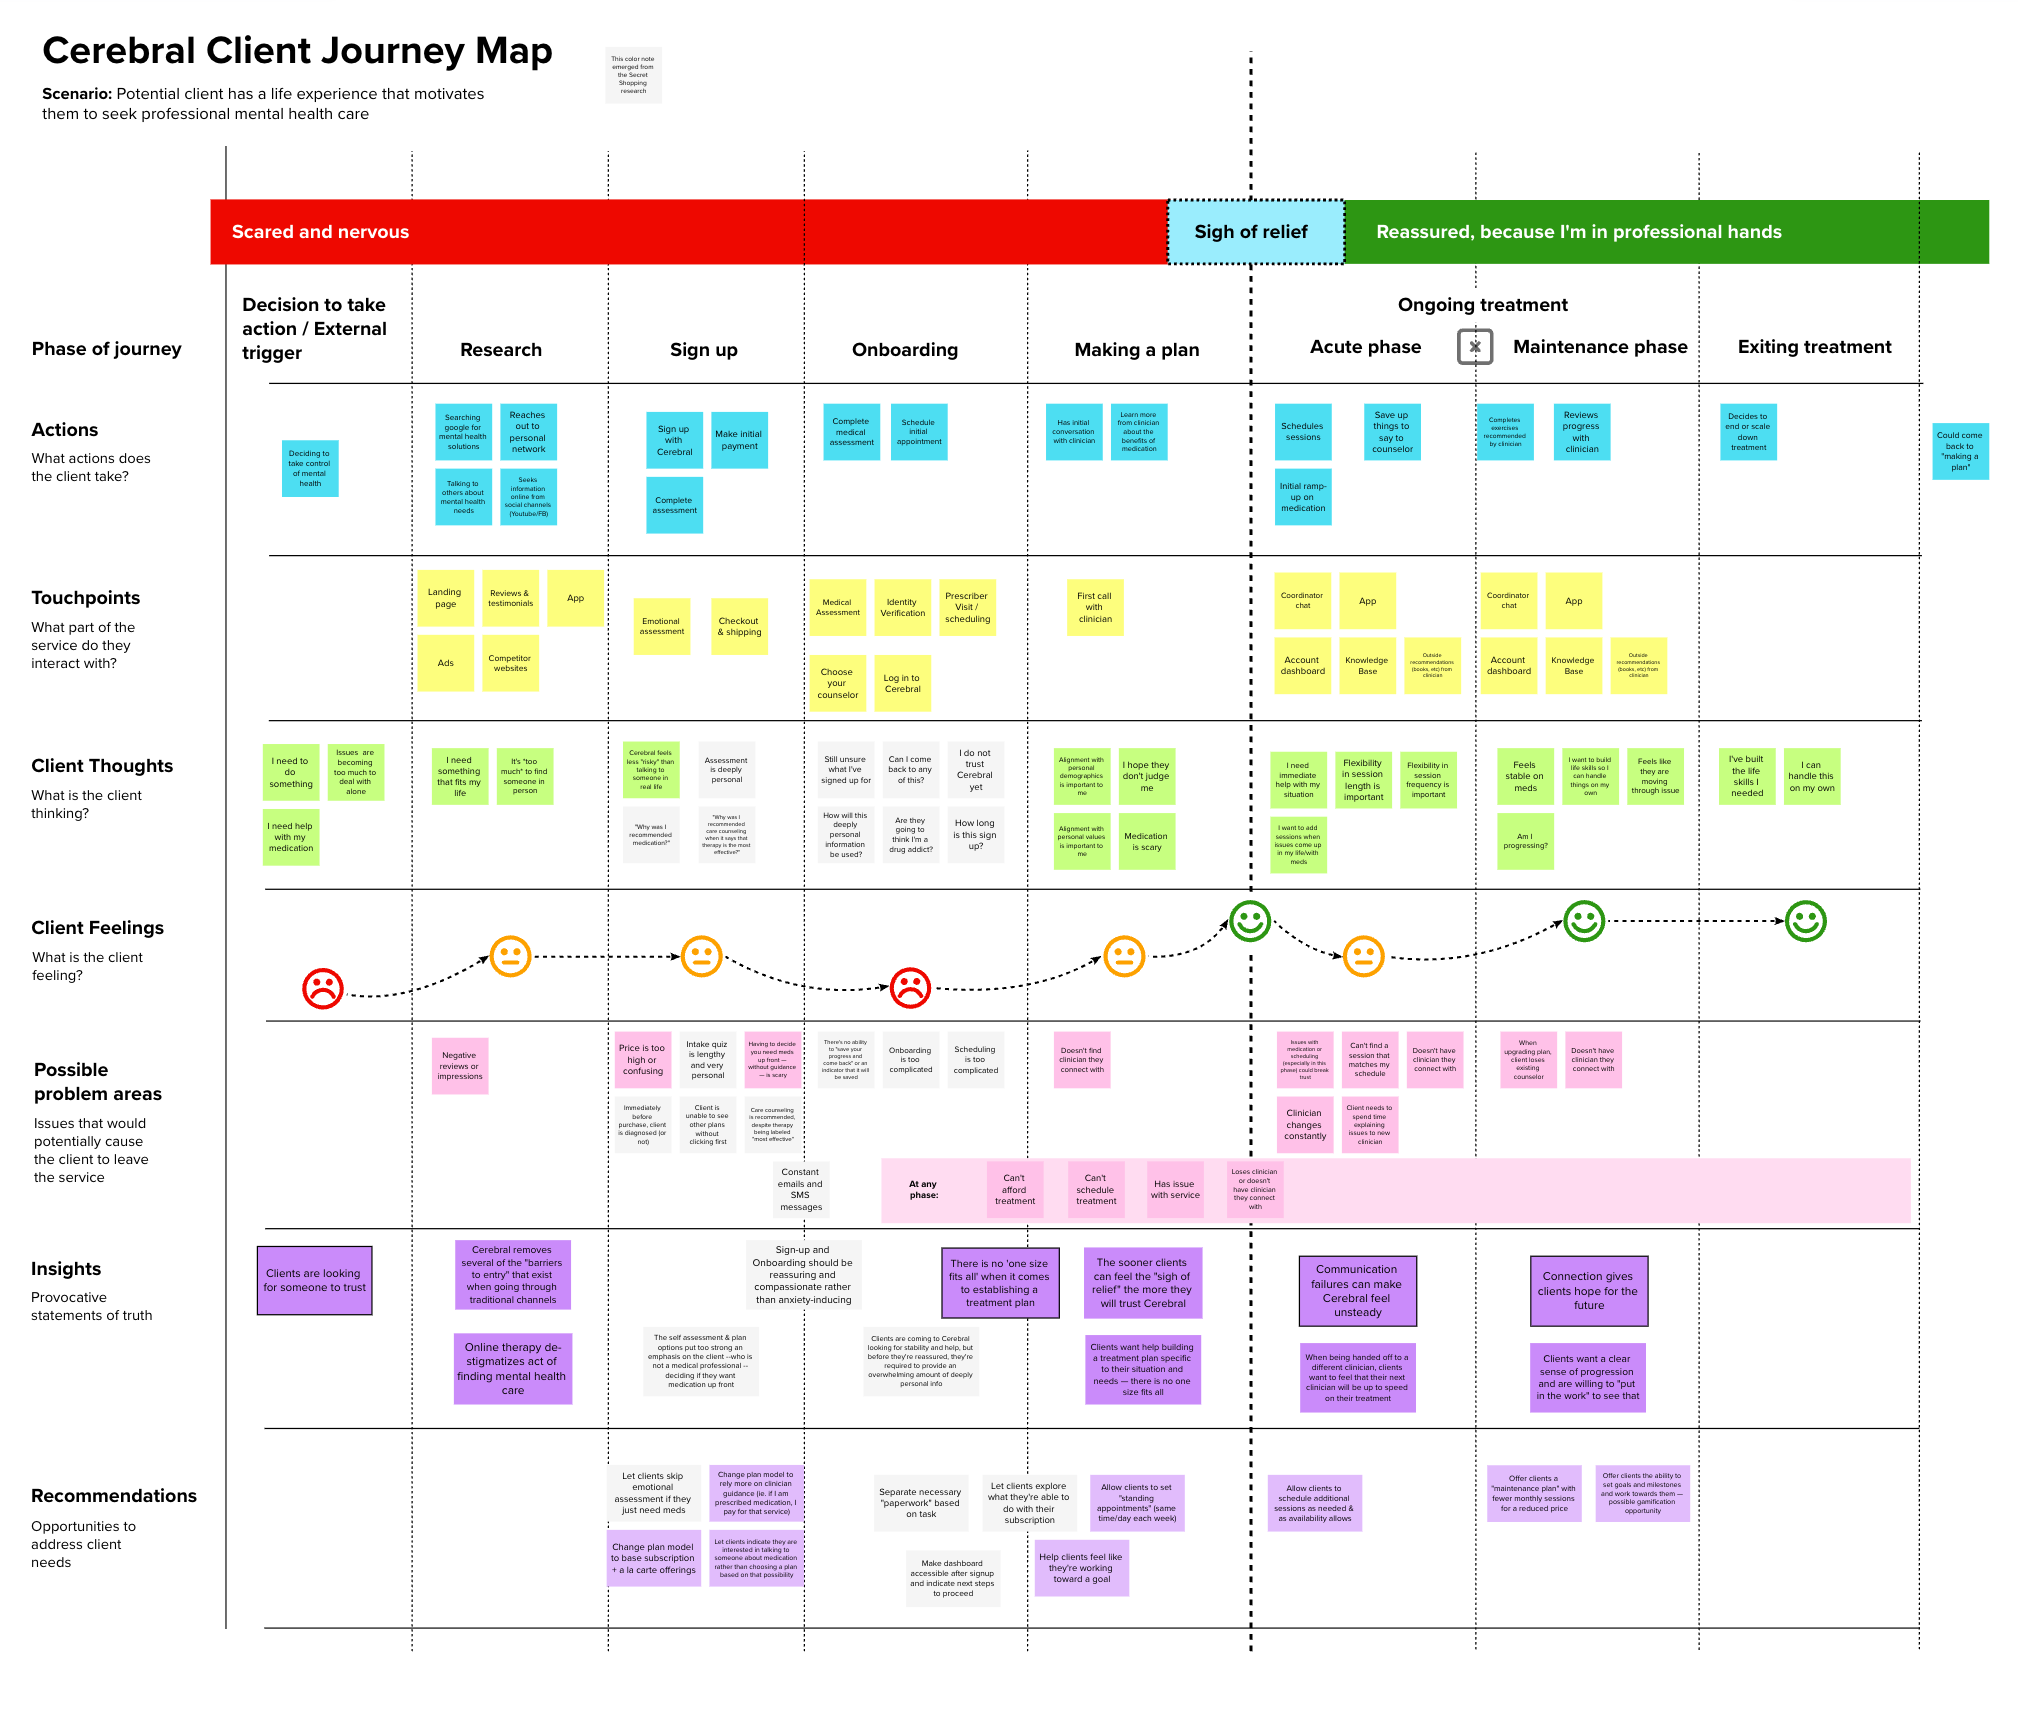 Cerebral Client Journey Map
Scenario: Potential client has a life experience that motivates
them to seek professional mental health care
This color note
emerged from
the Secret
Shopping
research
Scared and nervous
Sigh of relief
Reassured, because I'm in professional hands
Phase of journey
Decision to take
action / External
trigger
Research
Sign up
Onboarding
Making a plan
Ongoing treatment
Acute phase
Maintenance phase
Exiting treatment
Actions
What actions does
the client take?
Deciding to
take control
of mental
health
Searching
google for
mental health
solutions
Reaches
out to
personal
network
Talking to
others about
mental health
needs
Seeks
information
online from
social channels
(Youtube/FB)
Sign up
with
Cerebral
Make initial
payment
Complete
assessment
Complete
medical
assessment
Schedule
initial
appointment
Has initial
conversation
with clinician
Learn more
from clinician
about the
benefits of
medication
Schedules
sessions
Save up
things to
say to
counselor
Initial ramp-
up on
medication
Completes
exercises
recommended
by clinician
Reviews
progress
with
clinician
Decides to
end or scale
down
treatment
Could come
back to
"making a
plan"
Touchpoints
What part of the
service do they
interact with?
Landing
page
Reviews &
testimonials
App
Ads
Competitor
websites
Emotional
assessment
Checkout
& shipping
Medical
Assessment
Identity
Verification
Prescriber
Visit /
scheduling
Choose
your
counselor
Log in to
Cerebral
First call
with
clinician
Coordinator
chat
App
Account
dashboard
Knowledge
Base
Outside
recommendations
(books, etc) from
clinician
Coordinator
chat
App
Account
dashboard
Knowledge
Base
Outside
recommendations
(books, etc) from
clinician
Client Thoughts
What is the client
thinking?
I need to
do
something
Issues are
becoming
too much to
deal with
alone
I need help
with my
medication
I need
something
that fits my
life
It's "too
much" to find
someone in
person
Cerebral feels
less "risky" than
talking to
someone in
real life
Assessment
is deeply
personal
"Why was I
recommended
medication?"
"Why was I
recommended
care counseling
when it says that
therapy is the most
effective?"
Still unsure
what I've
signed up for
Can I come
back to any
of this?
I do not
trust
Cerebral
yet
How will this
deeply
personal
information
be used?
Are they
going to
think I'm a
drug addict?
How long
is this sign
up?
Alignment with
personal
demographics
is important to
me
I hope they
don't judge
me
Alignment with
personal values
is important to
me
Medication
is scary
I need
immediate
help with my
situation
Flexibility
in session
length is
important
Flexibility in
session
frequency is
important
I want to add
sessions when
issues come up
in my life/with
meds
Feels
stable on
meds
I want to build
life skills so I
can handle
things on my
own
Feels like
they are
moving
through issue
Am I
progressing?
I've built
the life
skills I
needed
I can
handle this
on my own
Client Feelings
What is the client
feeling?
Possible
problem areas
Issues that would
potentially cause
the client to leave
the service
Negative
reviews or
impressions
Price is too
high or
confusing
Intake quiz
is lengthy
and very
personal
Having to decide
you need meds
up front —
without guidance
— is scary
Immediately
before
purchase, client
is diagnosed (or
not)
Client is
unable to see
other plans
without
clicking first
Care counseling
is recommended,
despite therapy
being labeled
"most effective"
Constant
emails and
SMS
messages
There's no ability
to "save your
progress and
come back" or an
indicator that it will
be saved
Onboarding
is too
complicated
Scheduling
is too
complicated
Doesn't find
clinician they
connect with
Issues with
medication or
scheduling
(especially in this
phase) could break
trust
Can't find a
session that
matches my
schedule
Doesn't have
clinician they
connect with
Clinician
changes
constantly
Client needs to
spend time
explaining
issues to new
clinician
When
upgrading plan,
client loses
existing
counselor
Doesn't have
clinician they
connect with
At any
phase:
Can't
afford
treatment
Can't
schedule
treatment
Has issue
with service
Loses clinician
or doesn't
have clinician
they connect
with
Insights
Provocative
statements of truth
Clients are looking
for someone to trust
Cerebral removes
several of the "barriers
to entry" that exist
when going through
traditional channels
Online therapy de-
stigmatizes act of
finding mental health
care
Sign-up and
Onboarding should be
reassuring and
compassionate rather
than anxiety-inducing
The self assessment & plan
options put too strong an
emphasis on the client --who is
not a medical professional --
deciding if they want
medication up front
Clients are coming to Cerebral
looking for stability and help, but
before they're reassured, they're
required to provide an
overwhelming amount of deeply
personal info
There is no 'one size
fits all' when it comes
to establishing a
treatment plan
The sooner clients
can feel the "sigh of
relief" the more they
will trust Cerebral
Clients want help building
a treatment plan specific
to their situation and
needs — there is no one
size fits all
Communication
failures can make
Cerebral feel
unsteady
When being handed off to a
different clinician, clients
want to feel that their next
clinician will be up to speed
on their treatment
Connection gives
clients hope for the
future
Clients want a clear
sense of progression
and are willing to "put
in the work" to see that
Recommendations
Opportunities to
address client
needs
Let clients skip
emotional
assessment if they
just need meds
Change plan model to
rely more on clinician
guidance (ie. if I am
prescribed medication, I
pay for that service)
Change plan model
to base subscription
+ a la carte offerings
Let clients indicate they are
interested in talking to
someone about medication
rather than choosing a plan
based on that possibility
Separate necessary
"paperwork" based
on task
Let clients explore
what they're able to
do with their
subscription
Make dashboard
accessible after signup
and indicate next steps
to proceed
Allow clients to set
"standing
appointments" (same
time/day each week)
Help clients feel like
they're working
toward a goal
Allow clients to
schedule additional
sessions as needed &
as availability allows
Offer clients a
"maintenance plan" with
fewer monthly sessions
for a reduced price
Offer clients the ability to
set goals and milestones
and work towards them —
possible gamification
opportunity